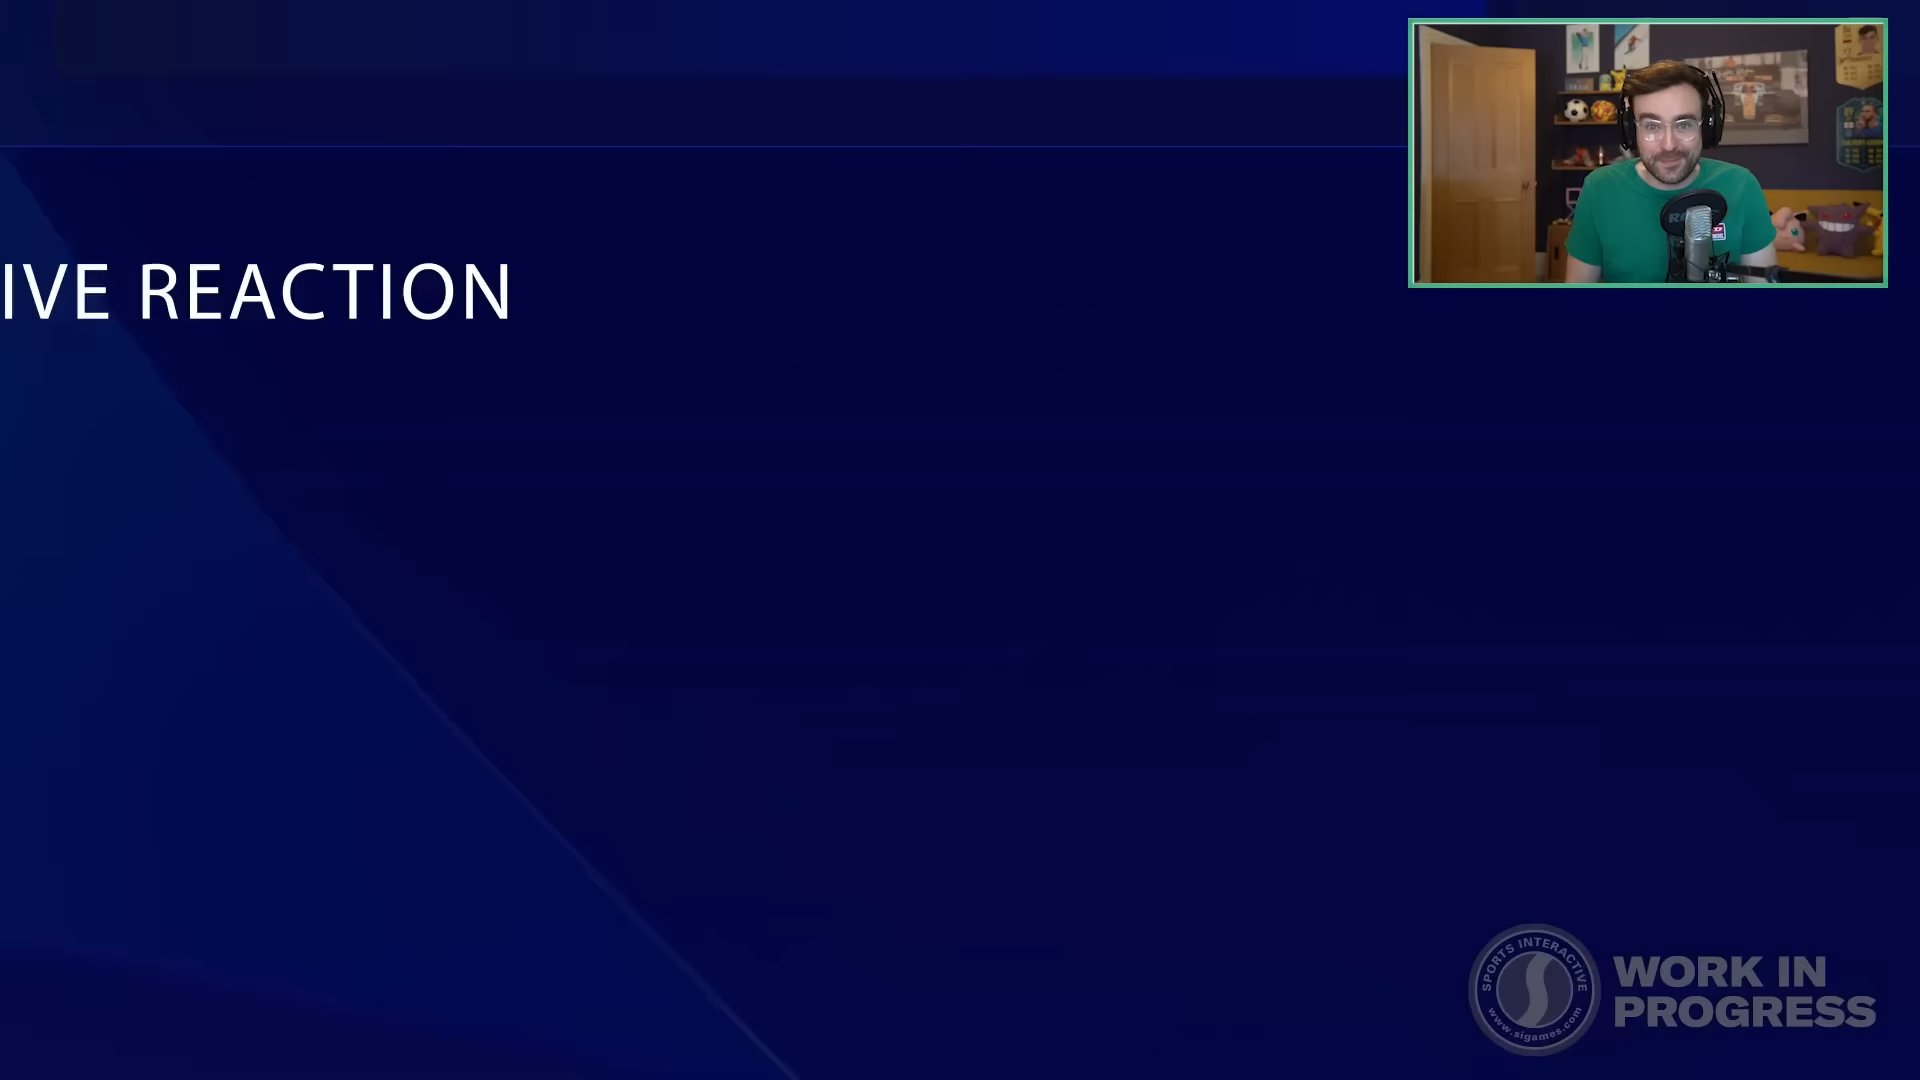 IVE REACTION
SPORTS INTERACTIVE
www.sigames.com
WORK IN
PROGRESS